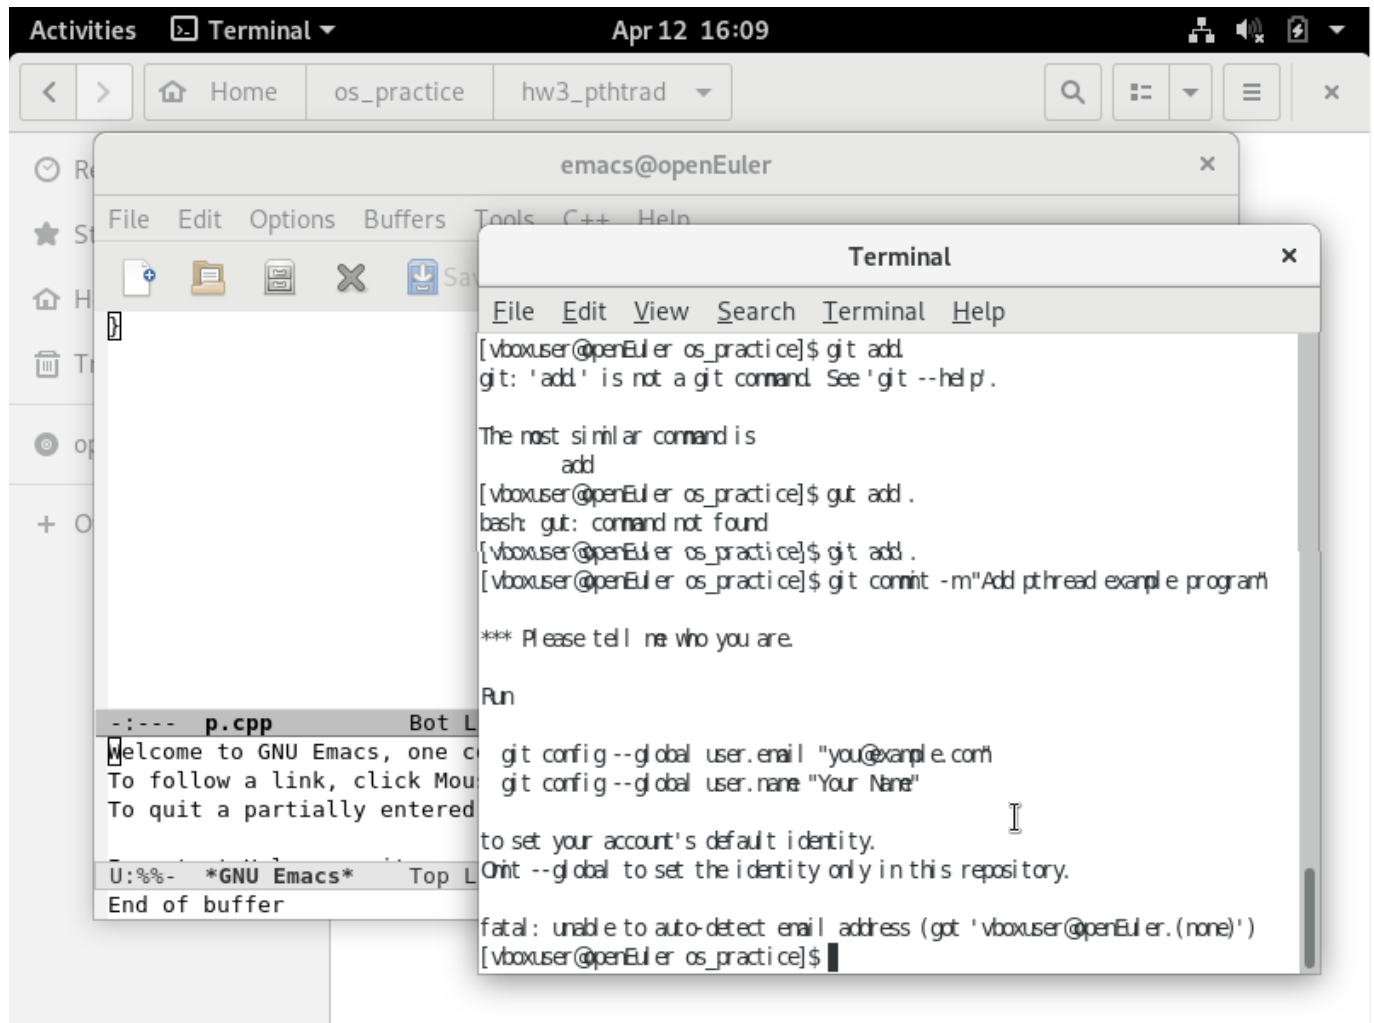 Activities Terminal Apr 12 16:09
Home os_practice hw3_pthtrad
emacs@openEuler
File Edit Options Buffers Tools C++ Help
Terminal
File Edit View Search Terminal Help
}
[vboxuser@openEuler os_practice]$ git add.
git: 'add.' is not a git command. See 'git --help'.
The most similar command is
add
[vboxuser@openEuler os_practice]$ gut add .
bash: gut: command not found
[vboxuser@openEuler os_practice]$ git add .
[vboxuser@openEuler os_practice]$ git commit -m "Add pthread example program"
*** Please tell me who you are.
Run
git config --global user.email "you@example.com"
git config --global user.name "Your Name"
to set your account's default identity.
Omit --global to set the identity only in this repository.
fatal: unable to auto-detect email address (got 'vboxuser@openEuler.(none)')
[vboxuser@openEuler os_practice]$
-:--- p.cpp Bot L
Welcome to GNU Emacs, one
To follow a link, click
To quit a partially entered
U:%%- *GNU Emacs* Top L
End of buffer